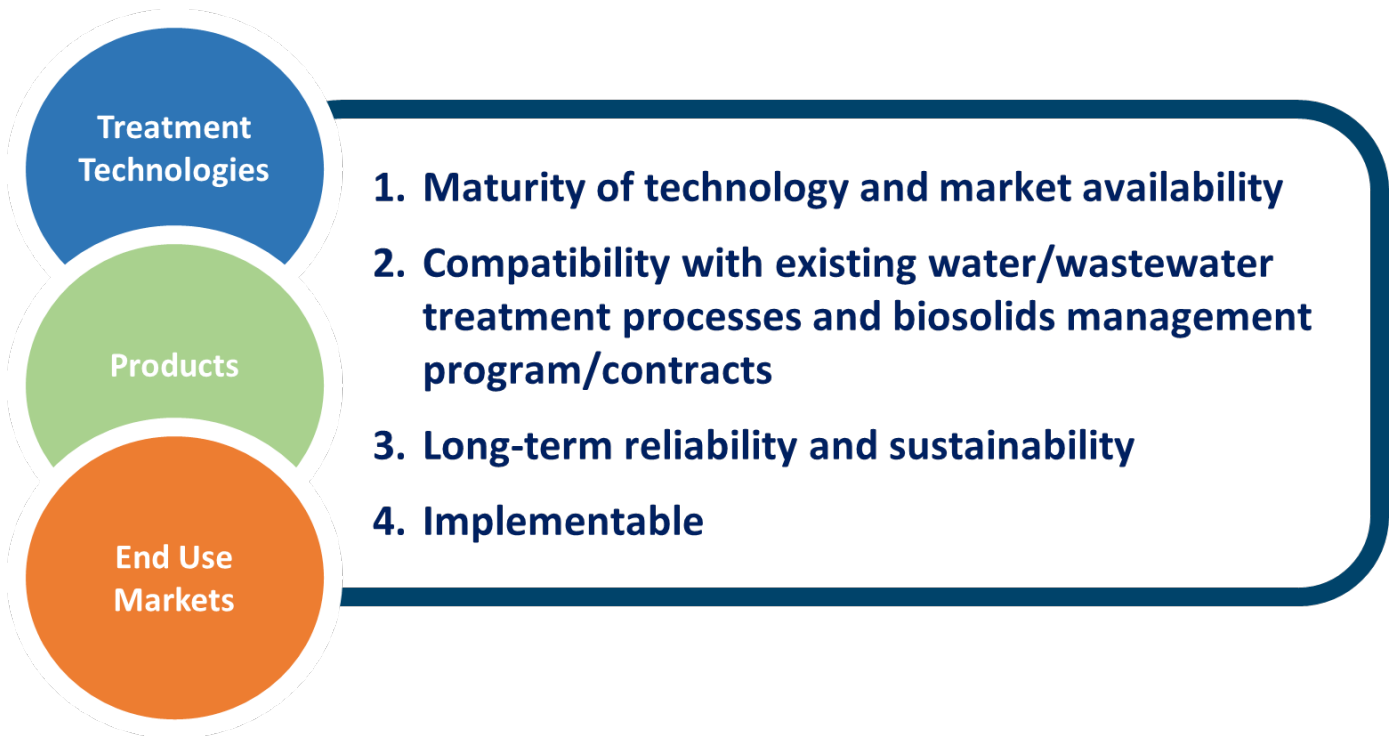 Treatment
Technologies
Products
End Use
Markets
1. Maturity of technology and market availability
2. Compatibility with existing water/wastewater
treatment processes and biosolids management
program/contracts
3. Long-term reliability and sustainability
4. Implementable